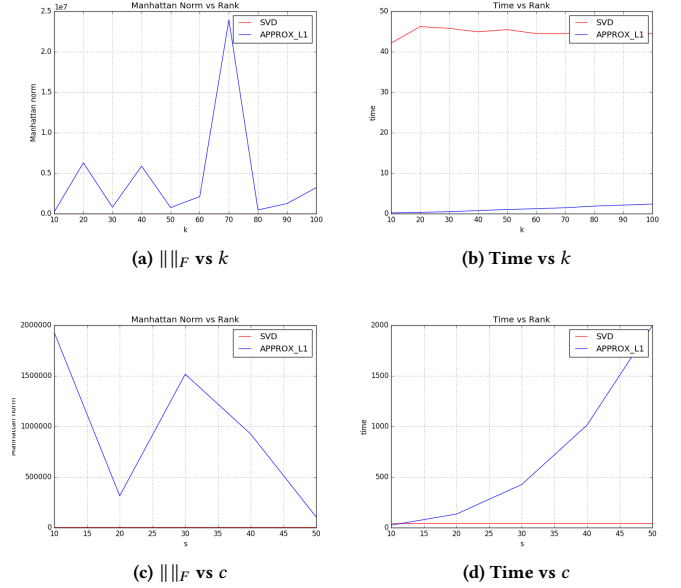 Manhattan Norm vs Rank
2.5 1e7
SVD
APPROX_L1
2.0
1.5
Manhattan norm
1.0
0.5
0.0
10 20 30 40 50 60 70 80 90 100
k
(a) ∥∥F vs k
Time vs Rank
50
SVD
APPROX_L1
40
30
time
20
10
0
10 20 30 40 50 60 70 80 90 100
k
(b) Time vs k
Manhattan Norm vs Rank
2000000
SVD
APPROX_L1
1500000
Manhattan norm
1000000
500000
0
10 15 20 25 30 35 40 45 50
s
(c) ∥∥F vs c
Time vs Rank
2000
SVD
APPROX_L1
1500
time
1000
500
0
10 15 20 25 30 35 40 45 50
s
(d) Time vs c